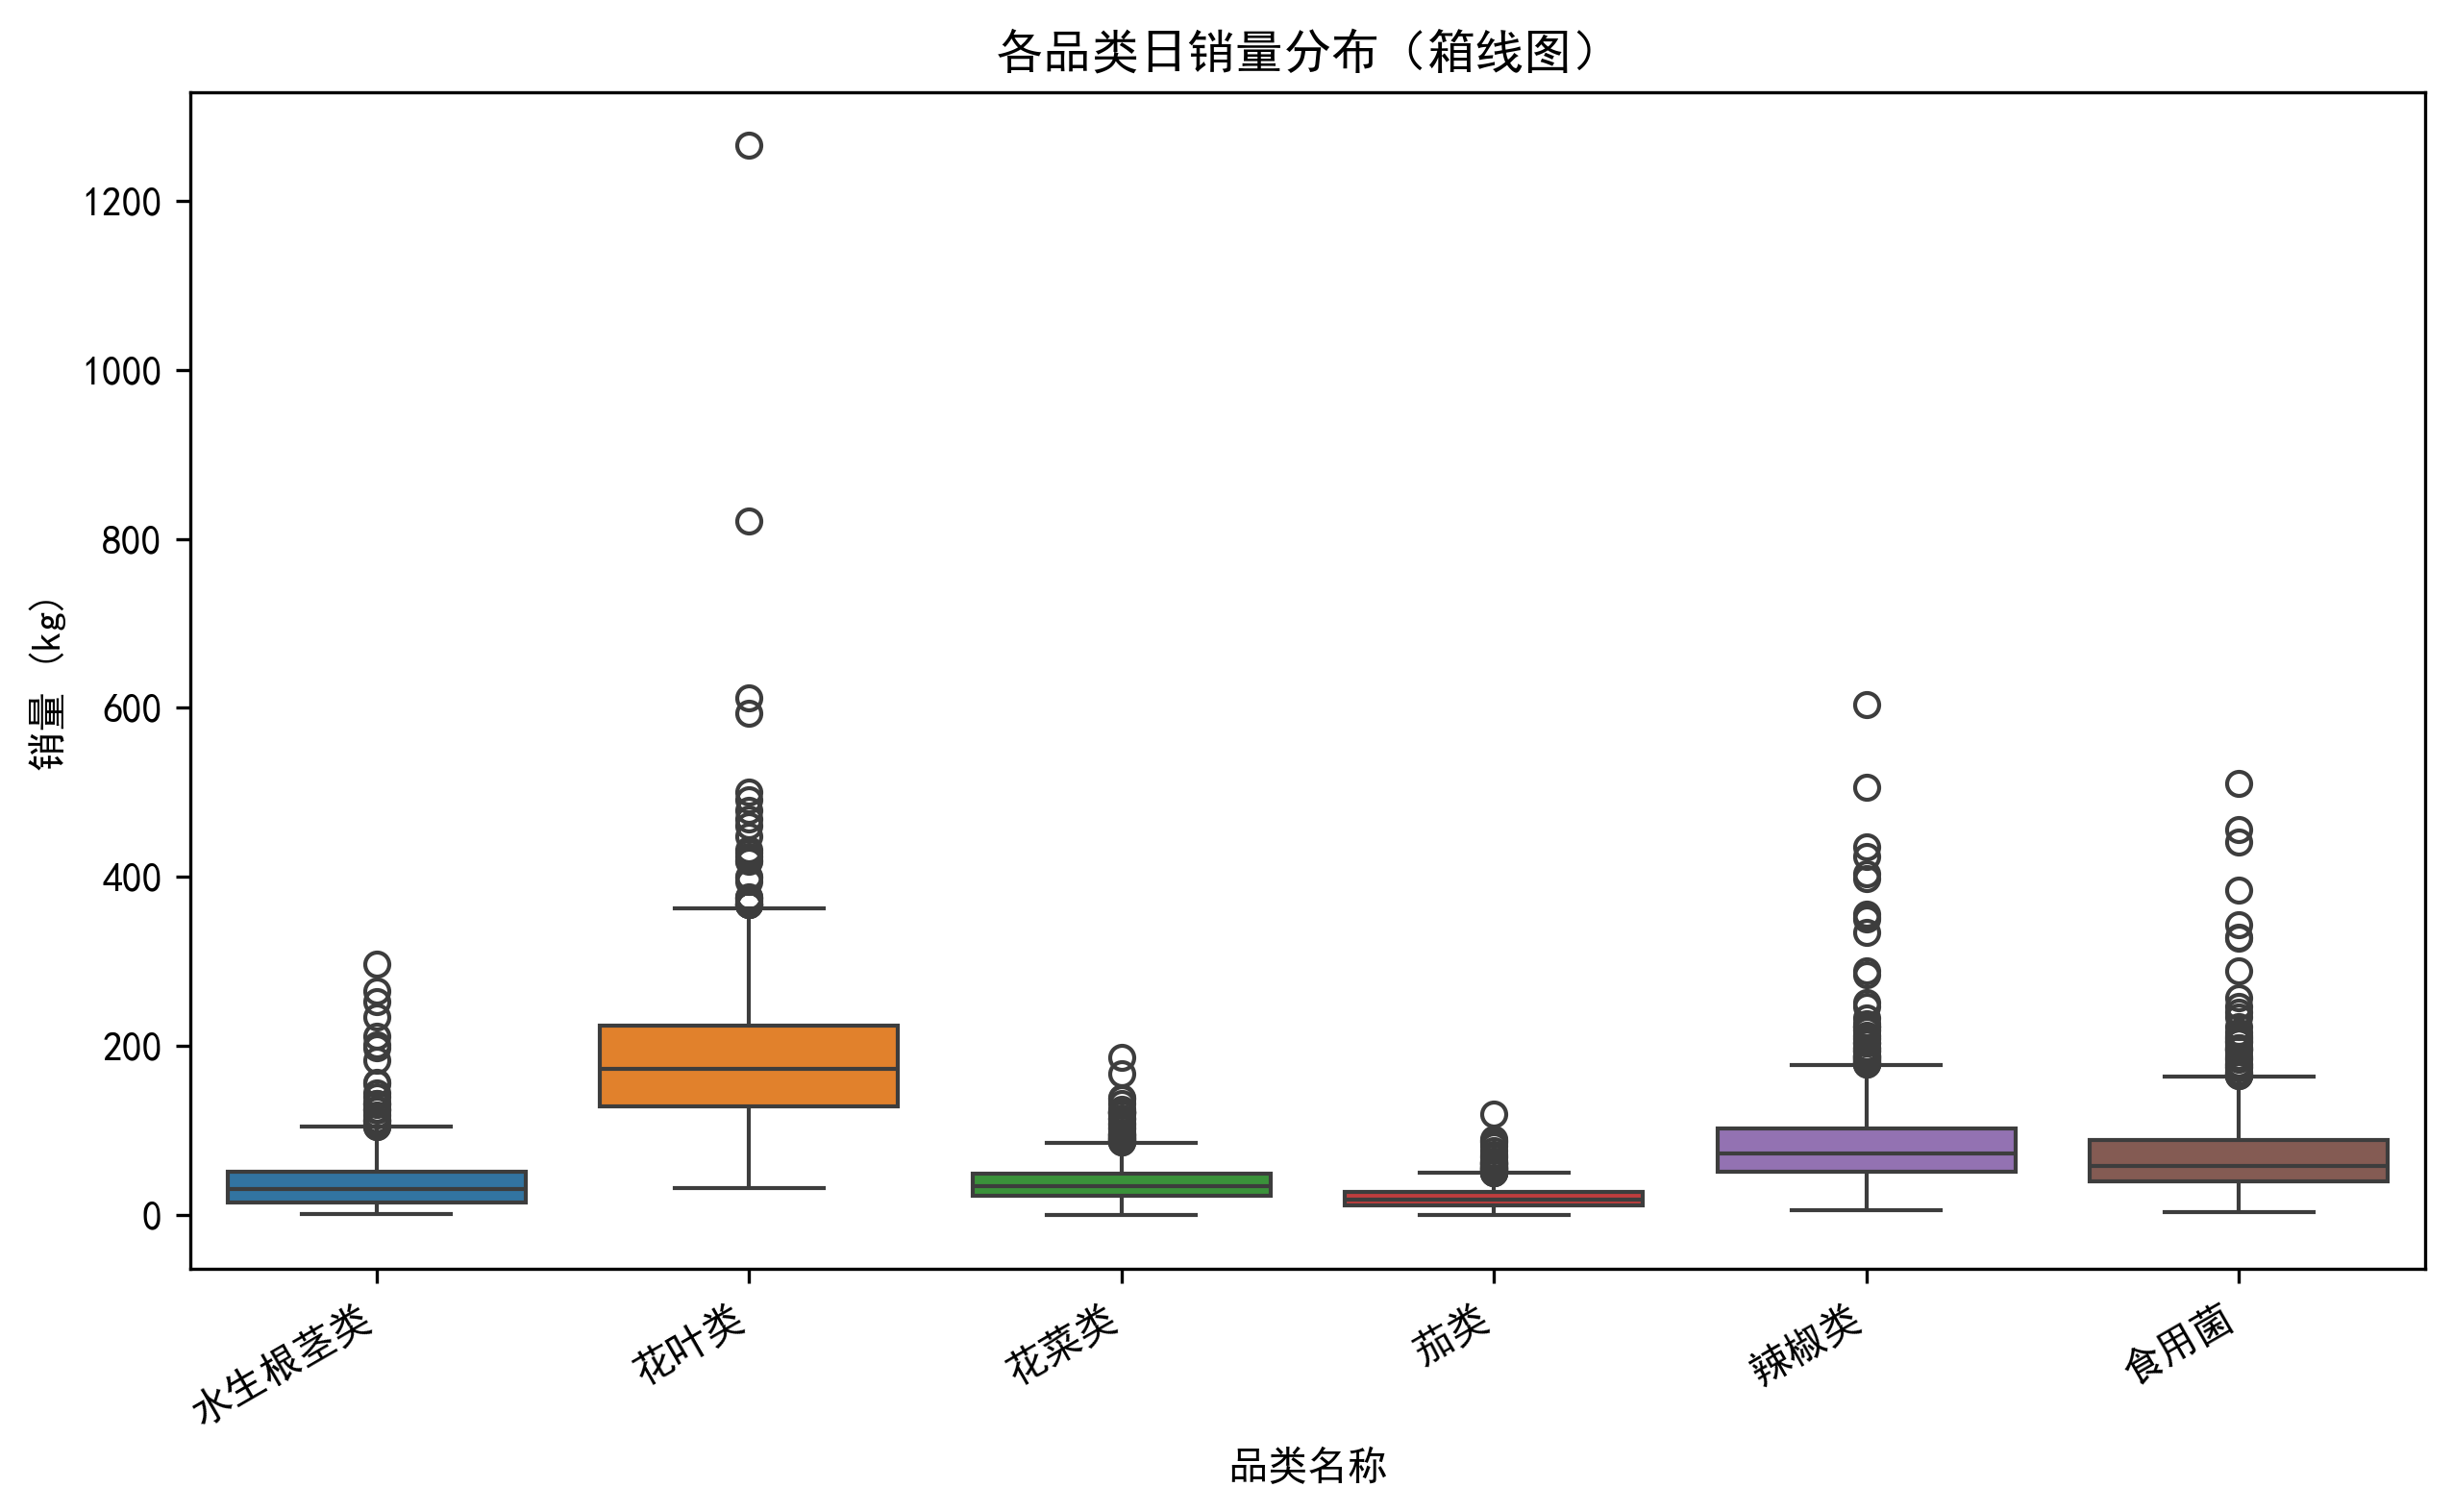 各品类日销量分布（箱线图）
销量 (kg)
1200
1000
800
600
400
200
0
水生根茎类
花叶类
花菜类
茄类
辣椒类
食用菌
品类名称